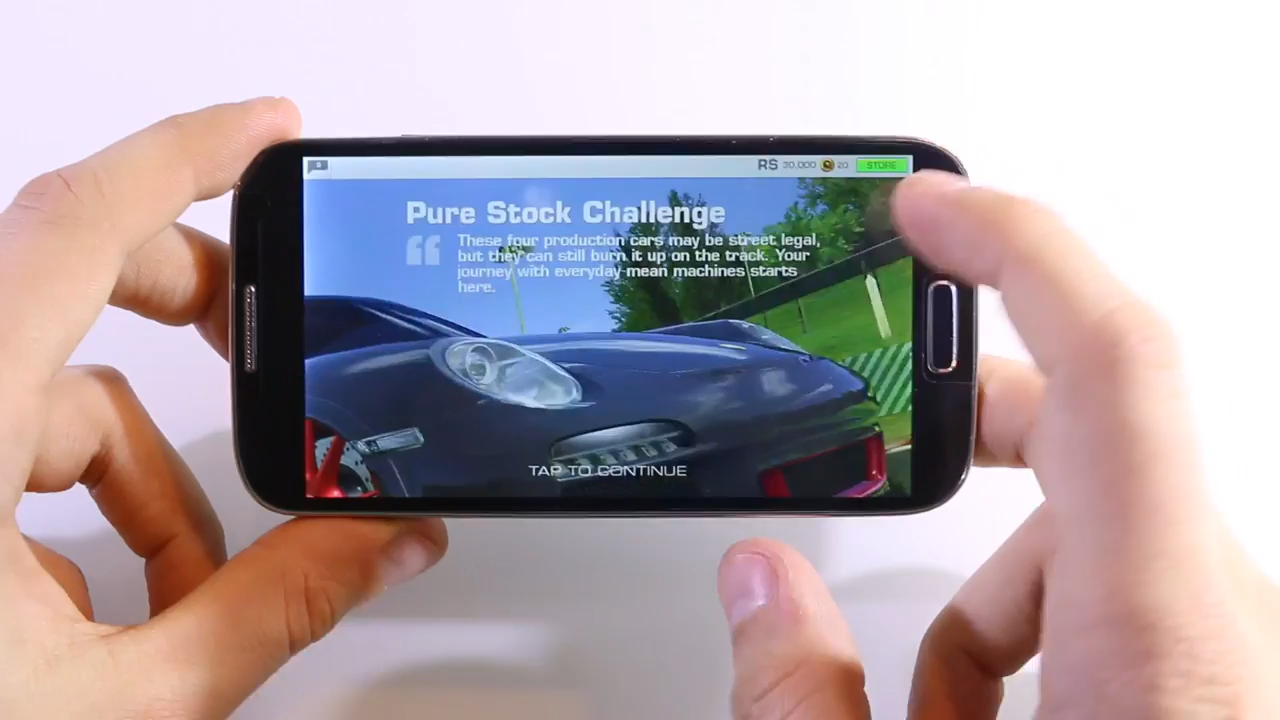 R$ 30,000 20 STORE
Pure Stock Challenge
These four production cars may be street legal,
but they can still burn it up on the track. Your
journey with everyday mean machines starts
here.
TAP TO CONTINUE